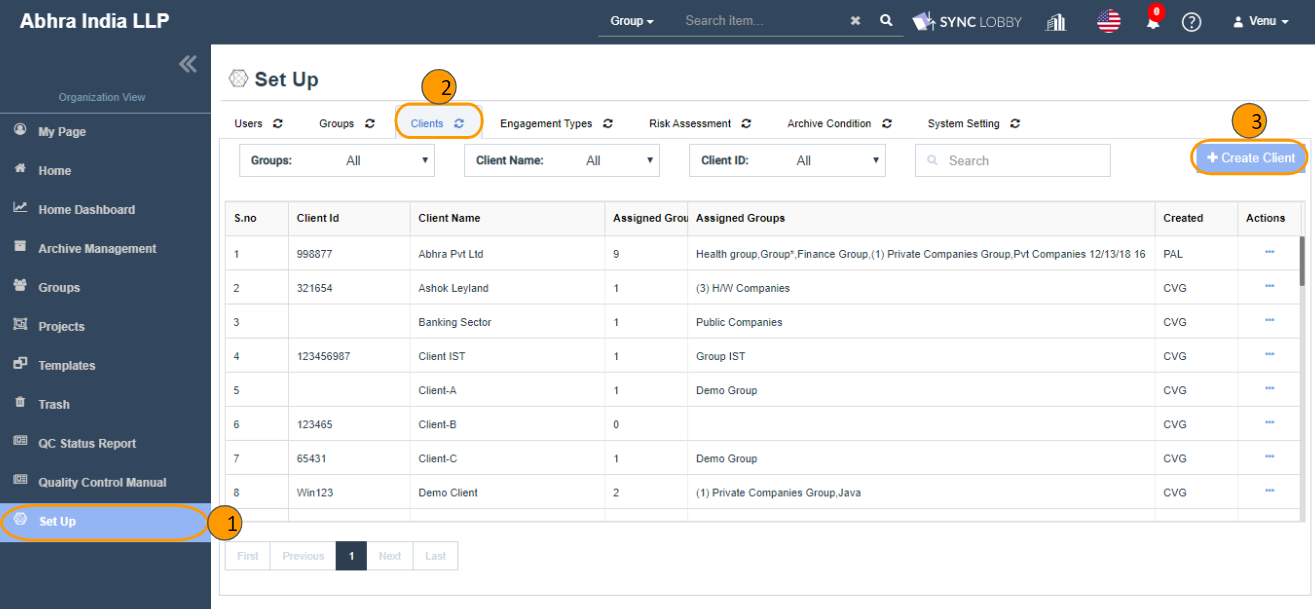 Abhra India LLP
Group
Search item...
SYNC LOBBY
0
Venu
Organization View
My Page
Home
Home Dashboard
Archive Management
Groups
Projects
Templates
Trash
QC Status Report
Quality Control Manual
Set Up
1
Set Up
2
Users Groups Clients Engagement Types Risk Assessment Archive Condition System Setting
3
Groups: All Client Name: All Client ID: All Search + Create Client
S.no Client Id Client Name Assigned Grou Assigned Groups Created Actions
1 998877 Abhra Pvt Ltd 9 Health group,Group*,Finance Group,(1) Private Companies Group,Pvt Companies 12/13/18 16 PAL ...
2 321654 Ashok Leyland 1 (3) H/W Companies CVG ...
3 Banking Sector 1 Public Companies CVG ...
4 123456987 Client IST 1 Group IST CVG ...
5 Client-A 1 Demo Group CVG ...
6 123465 Client-B 0 CVG ...
7 65431 Client-C 1 Demo Group CVG ...
8 Win123 Demo Client 2 (1) Private Companies Group,Java CVG ...
First Previous 1 Next Last